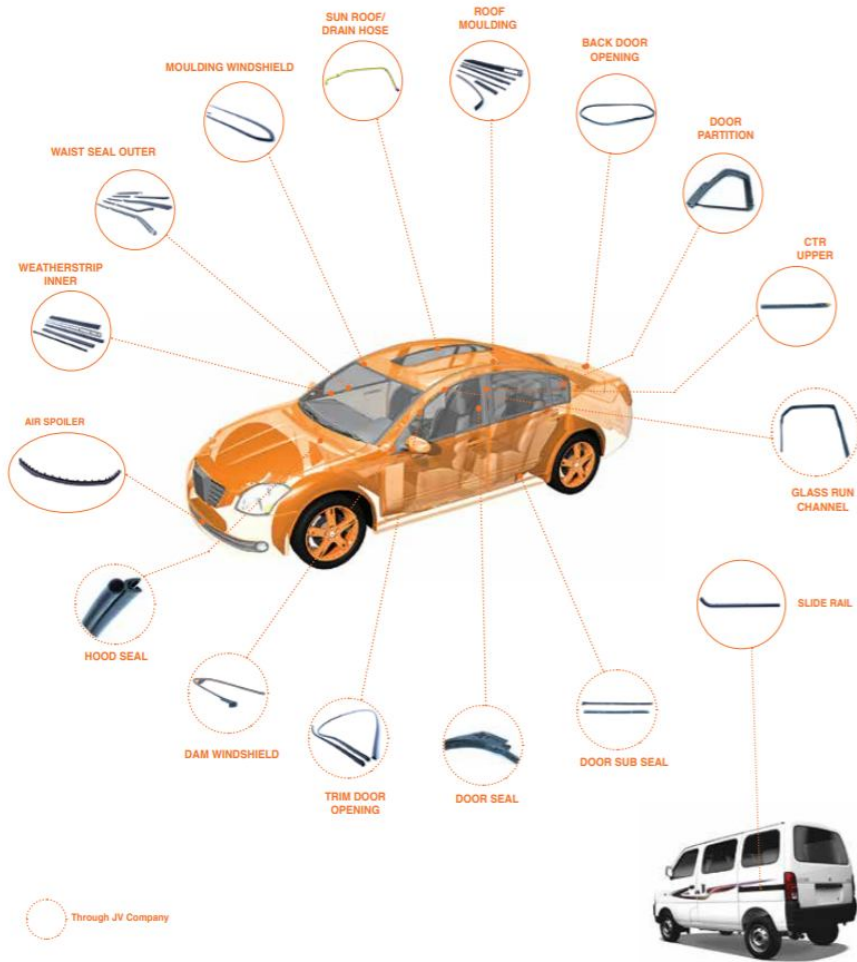 SUN ROOF/
DRAIN HOSE
ROOF
MOULDING
BACK DOOR
OPENING
MOULDING WINDSHIELD
DOOR
PARTITION
WAIST SEAL OUTER
CTR
UPPER
WEATHERSTRIP
INNER
AIR SPOILER
GLASS RUN
CHANNEL
SLIDE RAIL
HOOD SEAL
DAM WINDSHIELD
TRIM DOOR
OPENING
DOOR SEAL
DOOR SUB SEAL
Through JV Company